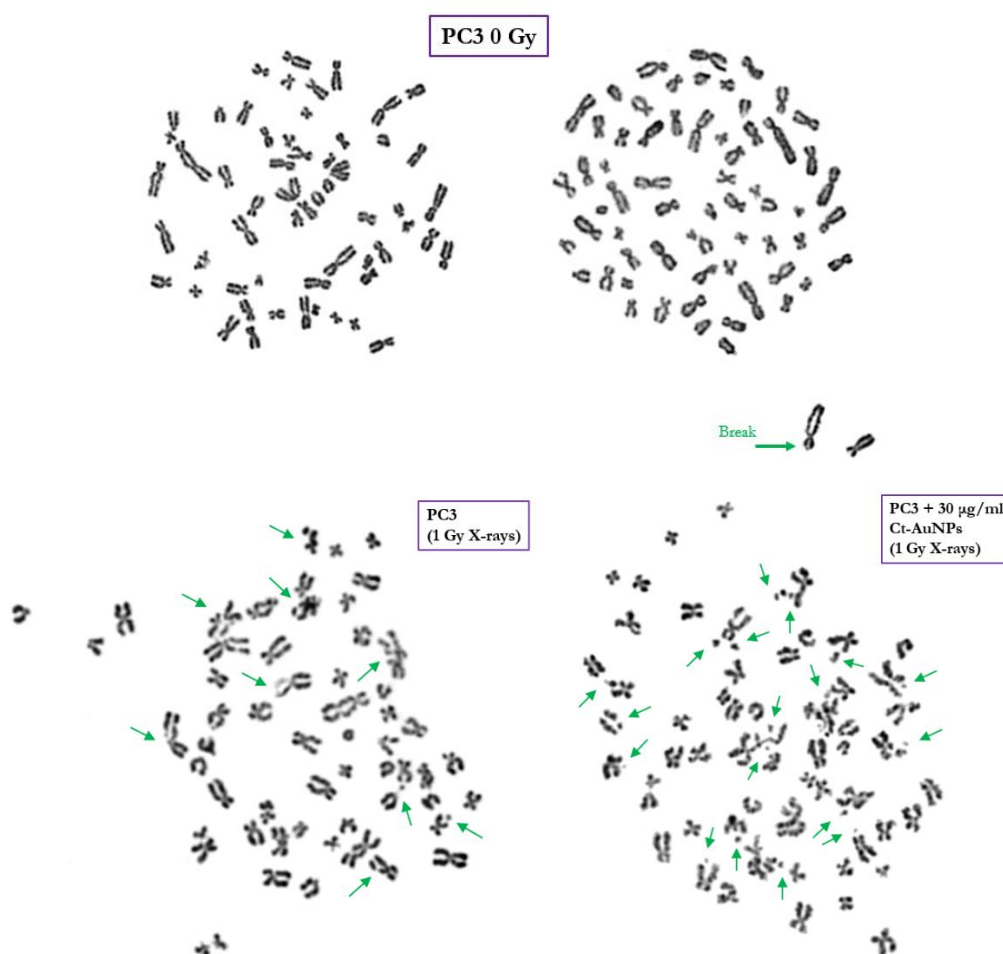 PC3 0 Gy
Break
PC3
(1 Gy X-rays)
PC3 + 30 µg/ml
Ct-AuNPs
(1 Gy X-rays)